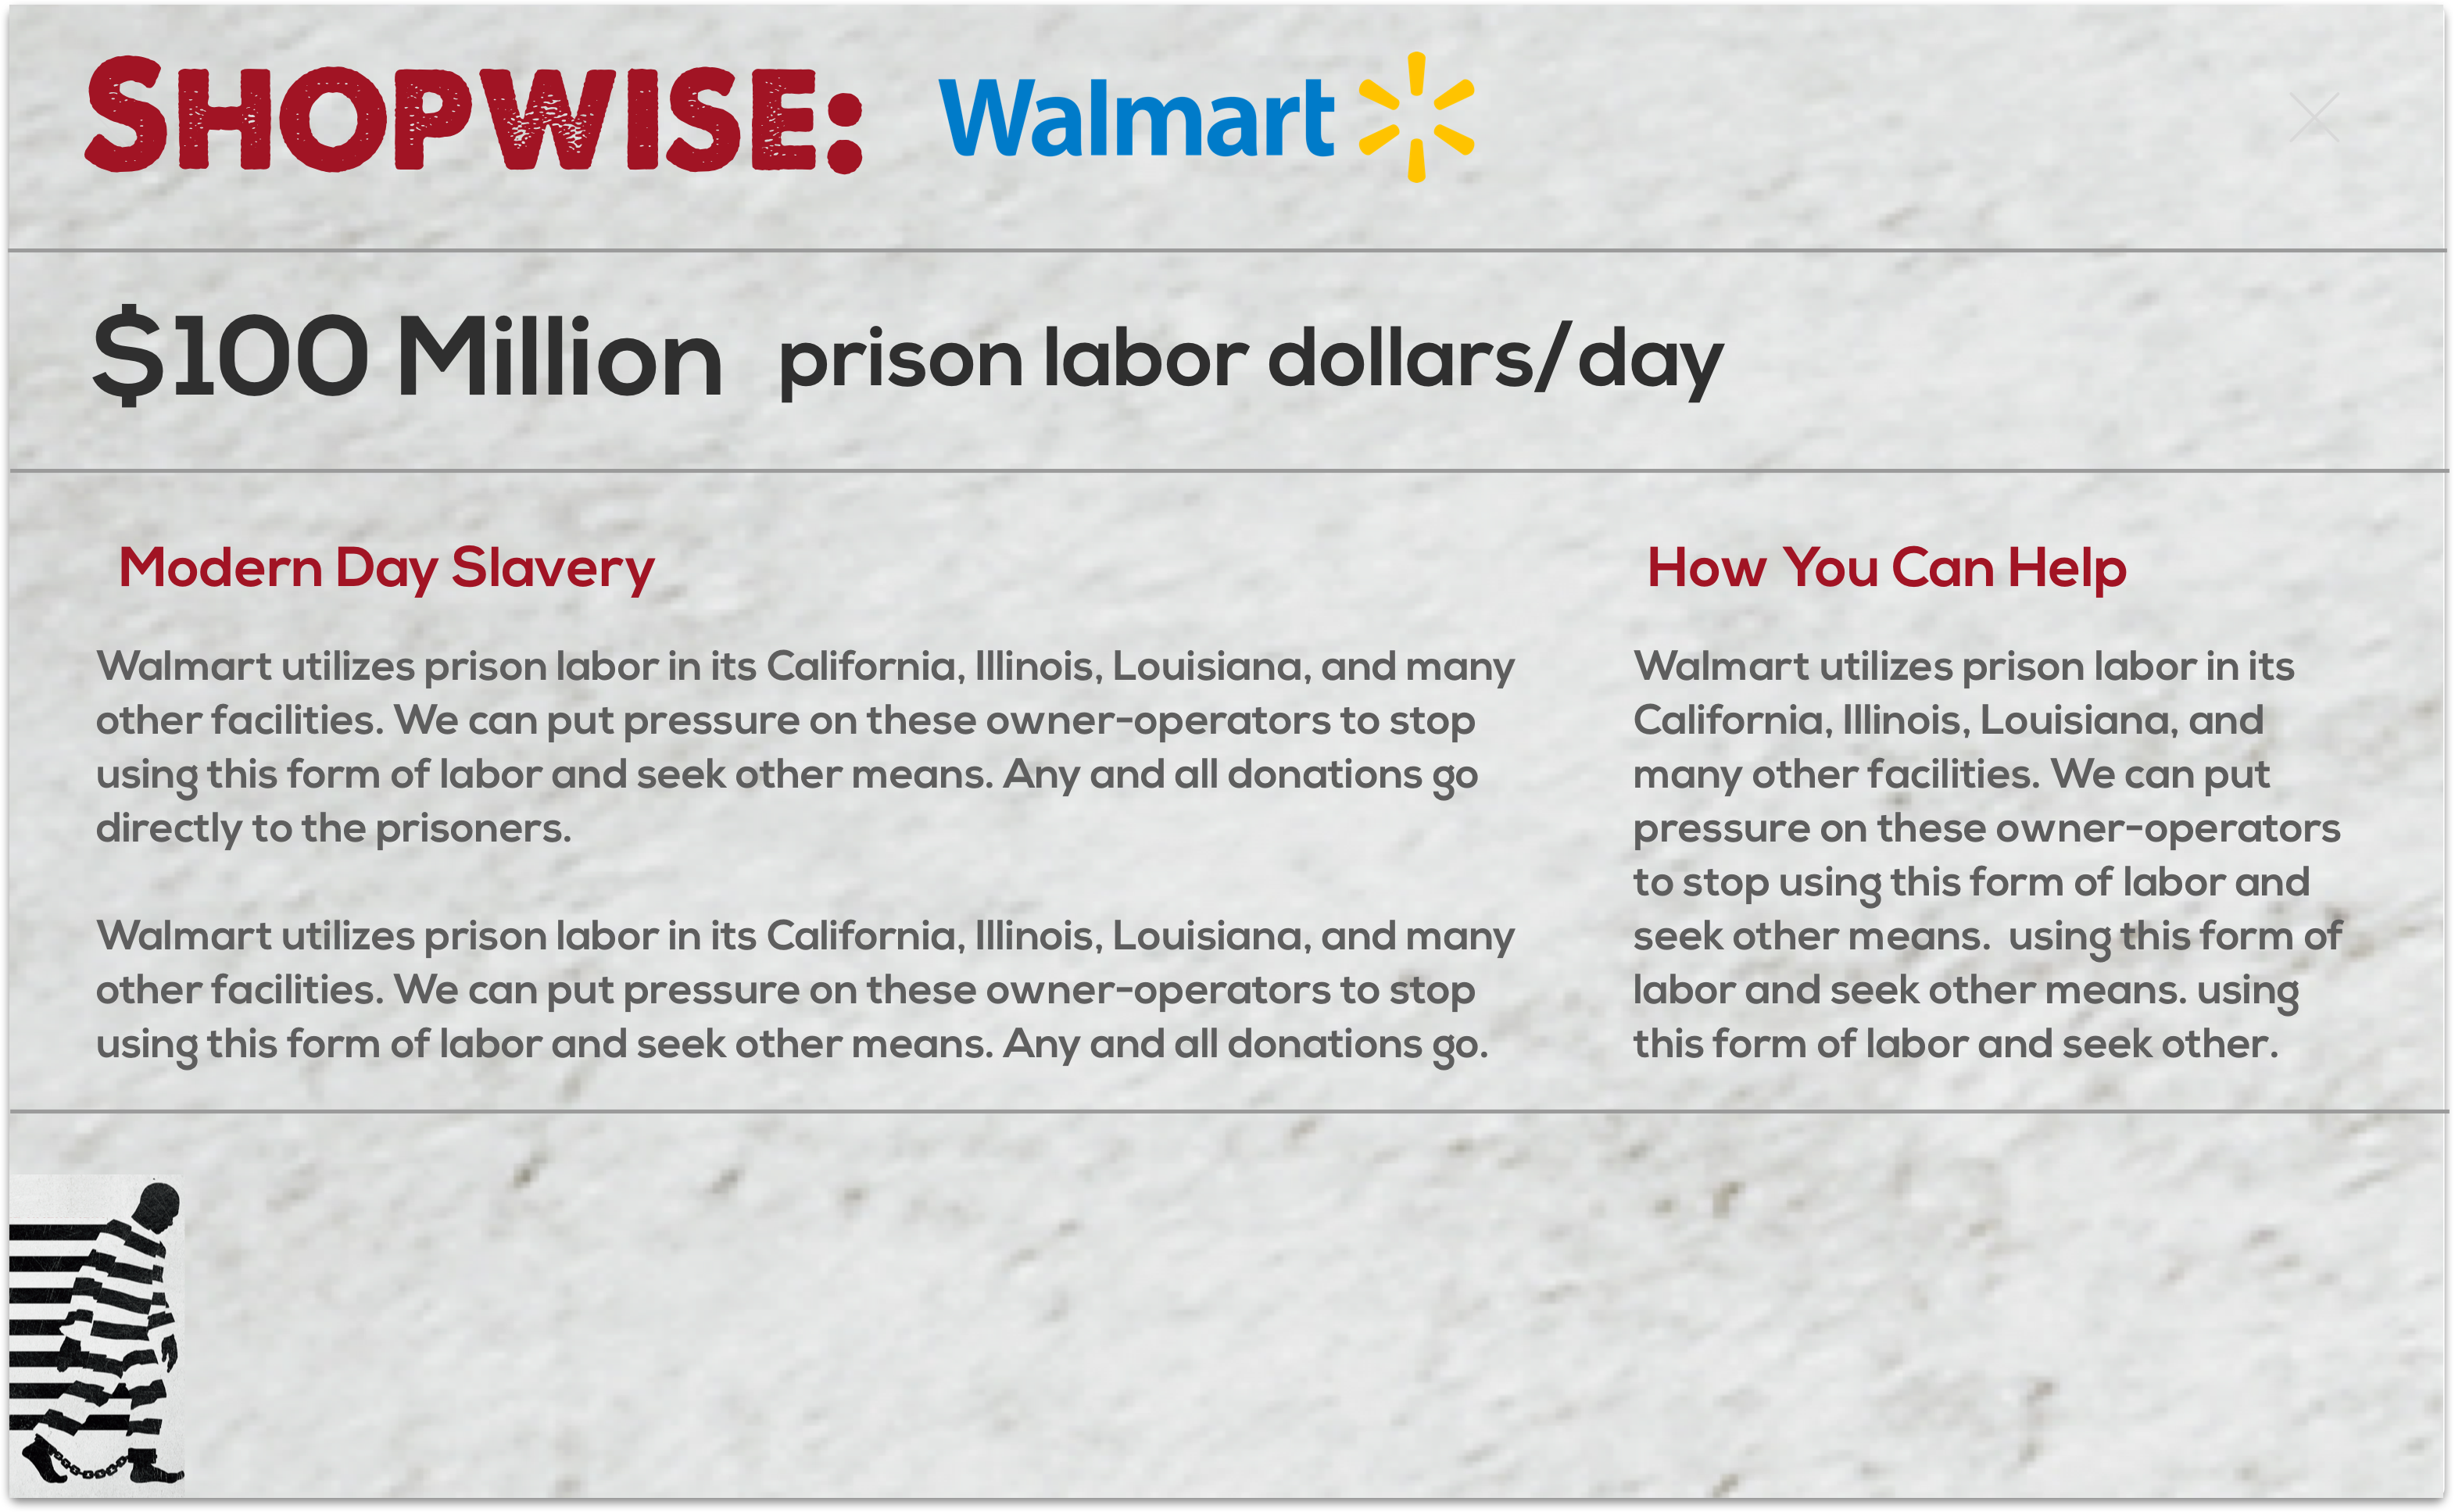 SHOPWISE: Walmart
$100 Million prison labor dollars/day
Modern Day Slavery
Walmart utilizes prison labor in its California, Illinois, Louisiana, and many
other facilities. We can put pressure on these owner-operators to stop
using this form of labor and seek other means. Any and all donations go
directly to the prisoners.
Walmart utilizes prison labor in its California, Illinois, Louisiana, and many
other facilities. We can put pressure on these owner-operators to stop
using this form of labor and seek other means. Any and all donations go.
How You Can Help
Walmart utilizes prison labor in its
California, Illinois, Louisiana, and
many other facilities. We can put
pressure on these owner-operators
to stop using this form of labor and
seek other means.  using this form of
labor and seek other means. using
this form of labor and seek other.